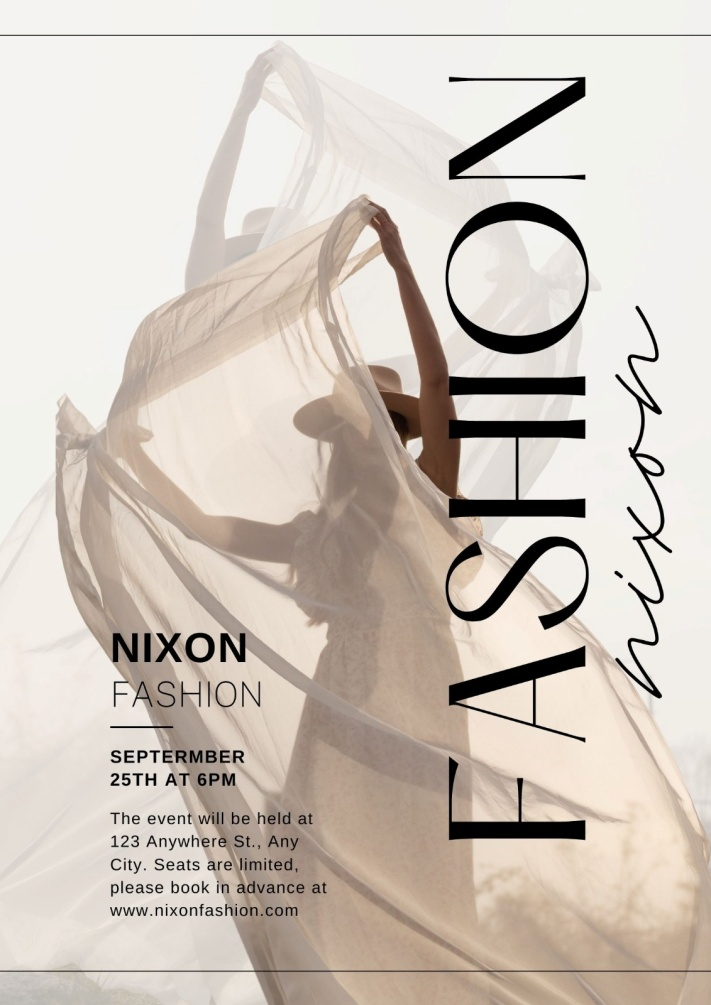 FASHION
nixon
NIXON
FASHION
SEPTERMBER
25TH AT 6PM
The event will be held at
123 Anywhere St., Any
City. Seats are limited,
please book in advance at
www.nixonfashion.com